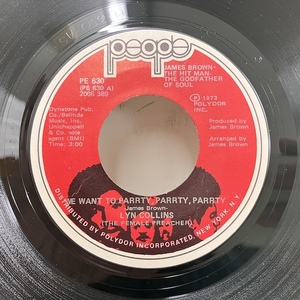 people
JAMES BROWN-
THE HIT MAN-
THE GODFATHER
OF SOUL
PE 630
(PS 630 A)
2066 369
℗ 1973
POLYDOR
INC.
Dynatone Pub.
Co./Belinda
Music, Inc.
Unichappell
& Co. sole
agent (BMI)
Time: 3:00
Produced by
James Brown
Arranged by
James Brown
WE WANT TO PARRTY, PARRTY, PARRTY
-James Brown-
LYN COLLINS
(THE FEMALE PREACHER)
DISTRIBUTED BY POLYDOR INCORPORATED, NEW YORK, N.Y.